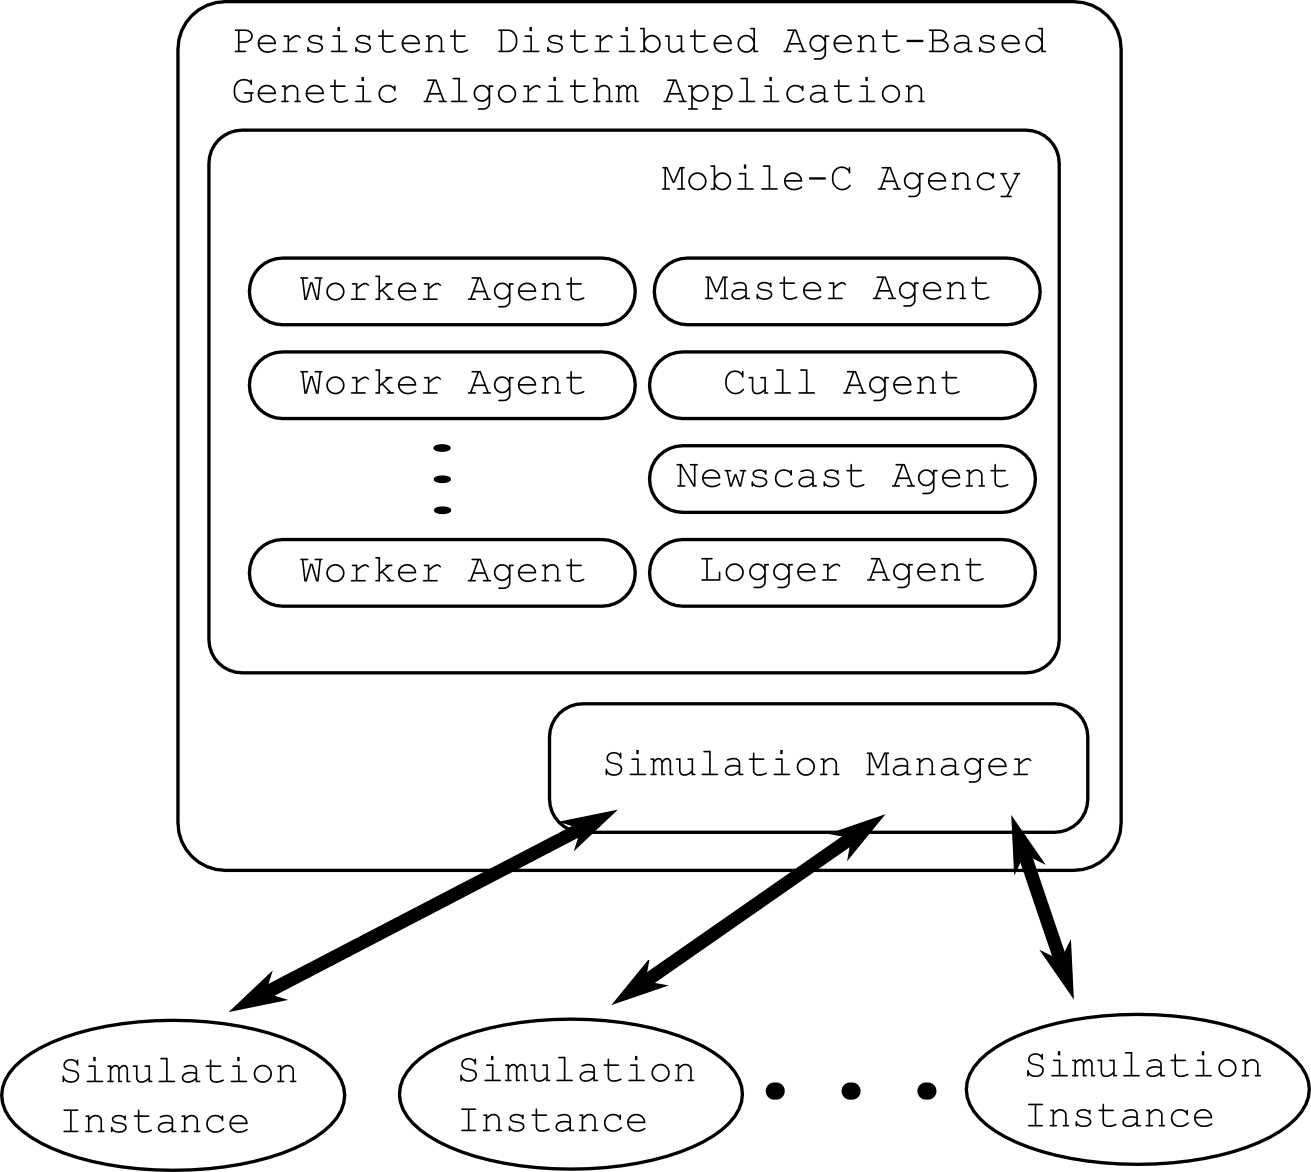 Persistent Distributed Agent-Based
Genetic Algorithm Application
Mobile-C Agency
Worker Agent
Master Agent
Worker Agent
Cull Agent
Newscast Agent
Worker Agent
Logger Agent
Simulation Manager
Simulation
Instance
Simulation
Instance
Simulation
Instance